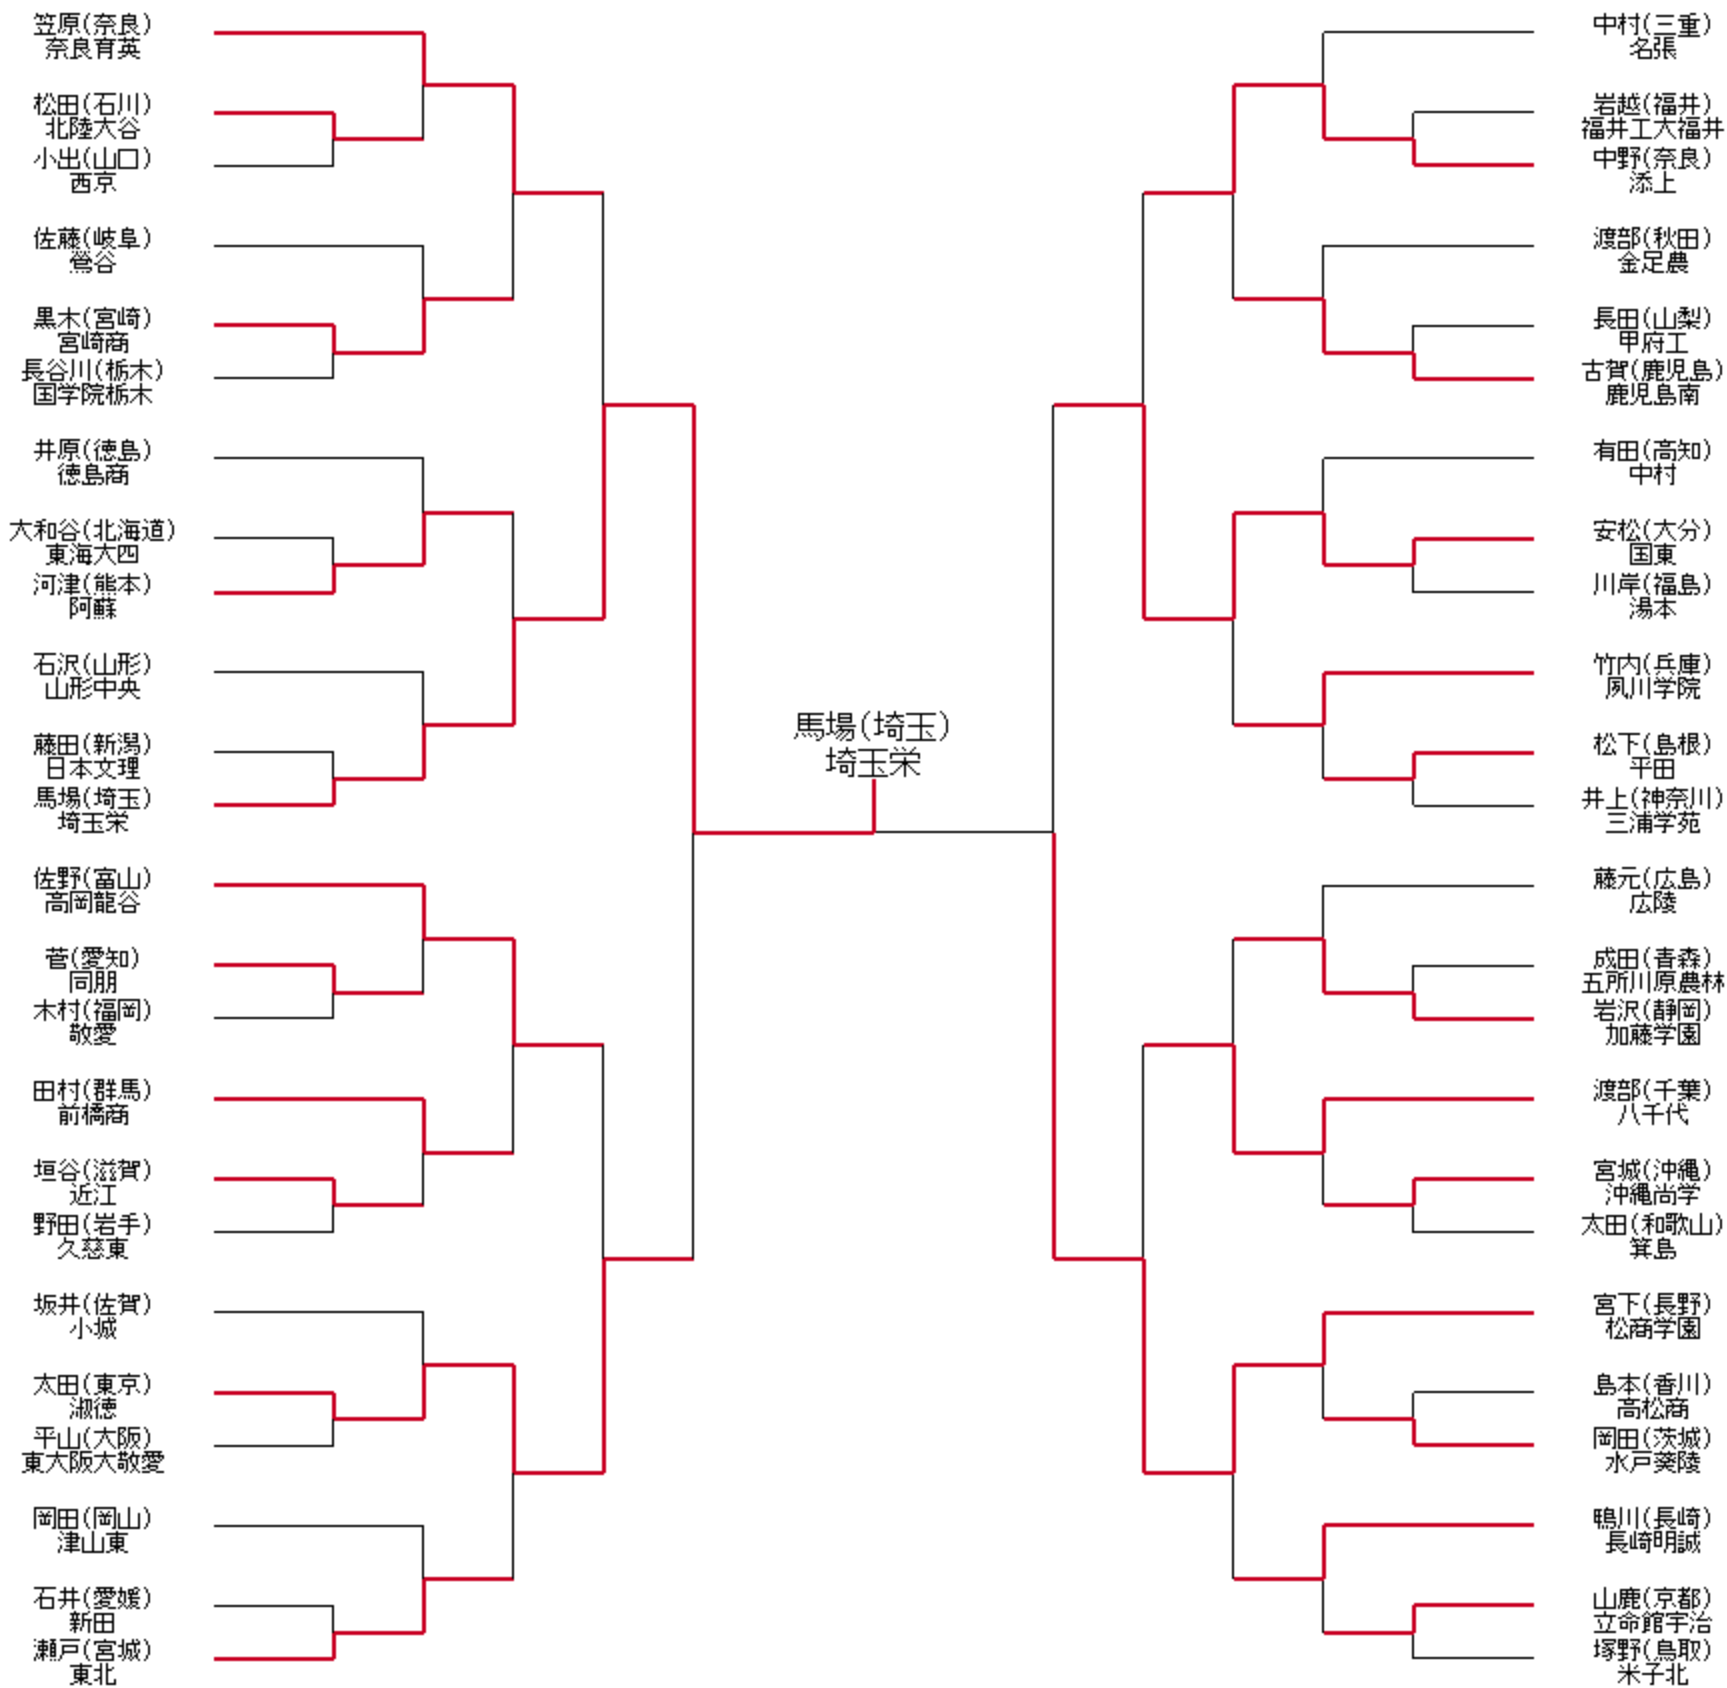 笠原(奈良)
奈良育英
松田(石川)
北陸大谷
小出(山口)
西京
佐藤(岐阜)
鶯谷
黒木(宮崎)
宮崎商
長谷川(栃木)
国学院栃木
井原(徳島)
徳島商
大和谷(北海道)
東海大四
河津(熊本)
阿蘇
石沢(山形)
山形中央
藤田(新潟)
日本文理
馬場(埼玉)
埼玉栄
佐野(富山)
高岡龍谷
菅(愛知)
同朋
木村(福岡)
敬愛
田村(群馬)
前橋商
垣谷(滋賀)
近江
野田(岩手)
久慈東
坂井(佐賀)
小城
太田(東京)
淑徳
平山(大阪)
東大阪大敬愛
岡田(岡山)
津山東
石井(愛媛)
新田
瀬戸(宮城)
東北
馬場(埼玉)
埼玉栄
中村(三重)
名張
岩越(福井)
福井工大福井
中野(奈良)
添上
渡部(秋田)
金足農
長田(山梨)
甲府工
古賀(鹿児島)
鹿児島南
有田(高知)
中村
安松(大分)
国東
川岸(福島)
湯本
竹内(兵庫)
夙川学院
松下(島根)
平田
井上(神奈川)
三浦学苑
藤元(広島)
広陵
成田(青森)
五所川原農林
岩沢(静岡)
加藤学園
渡部(千葉)
八千代
宮城(沖縄)
沖縄尚学
太田(和歌山)
箕島
宮下(長野)
松商学園
島本(香川)
高松商
岡田(茨城)
水戸葵陵
鴨川(長崎)
長崎明誠
山鹿(京都)
立命館宇治
塚野(鳥取)
米子北